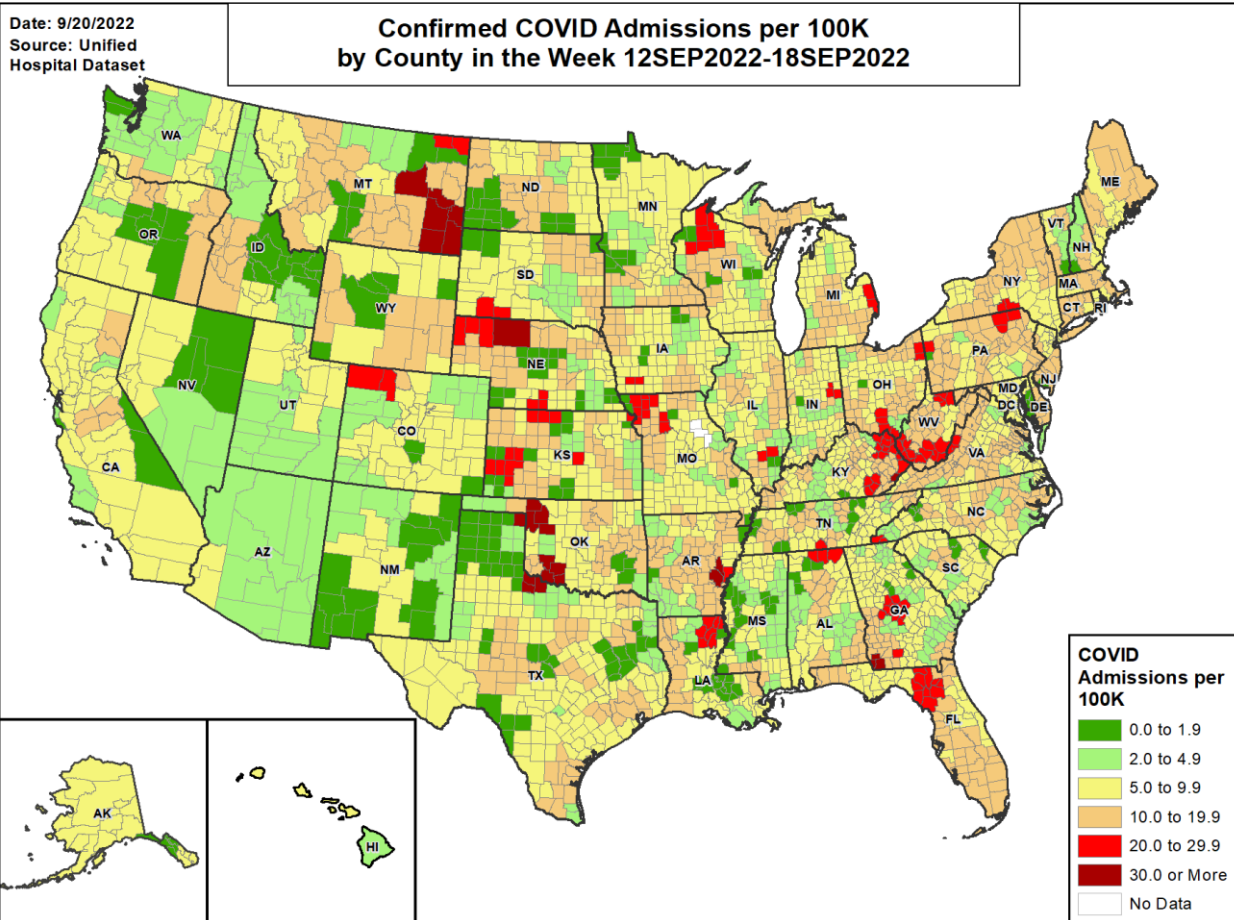 Date: 9/20/2022
Source: Unified
Hospital Dataset
Confirmed COVID Admissions per 100K
by County in the Week 12SEP2022-18SEP2022
WA
MT
ND
MN
ME
VT
NH
OR
ID
SD
WI
MI
NY
MA
CT
RI
WY
NE
IA
PA
NJ
NV
UT
CO
IL
IN
OH
MD
DC
DE
WV
CA
KS
MO
KY
VA
AZ
NM
OK
AR
TN
NC
SC
MS
AL
GA
TX
LA
FL
AK
HI
COVID
Admissions per
100K
0.0 to 1.9
2.0 to 4.9
5.0 to 9.9
10.0 to 19.9
20.0 to 29.9
30.0 or More
No Data